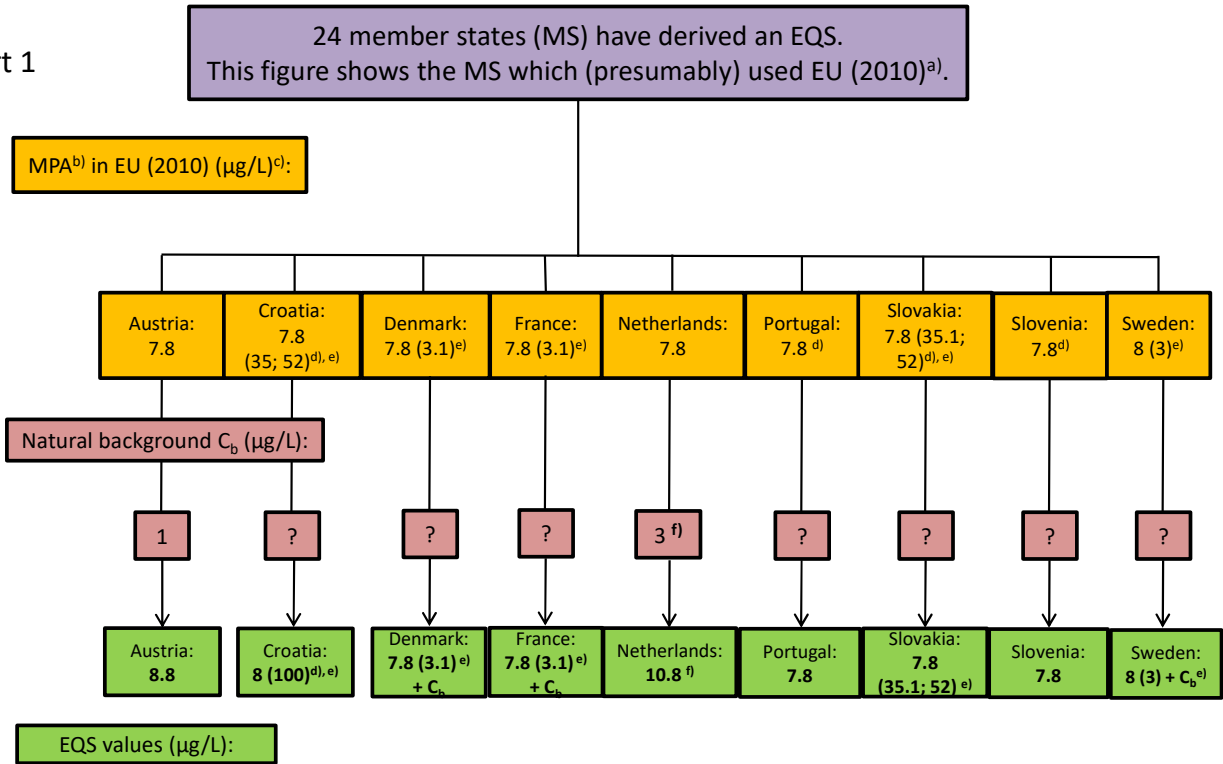 24 member states (MS) have derived an EQS.
This figure shows the MS which (presumably) used EU (2010)a).
t 1
MPAb) in EU (2010) (µg/L)c):
Austria:
7.8
Croatia:
7.8
(35; 52)d), e)
Denmark:
7.8 (3.1)e)
France:
7.8 (3.1)e)
Netherlands:
7.8
Portugal:
7.8 d)
Slovakia:
7.8 (35.1;
52)d), e)
Slovenia:
7.8d)
Sweden:
8 (3)e)
Natural background Cb (µg/L):
1
?
?
?
3 f)
?
?
?
?
Austria:
8.8
Croatia:
8 (100)d), e)
Denmark:
7.8 (3.1) e)
+ Cb
France:
7.8 (3.1) e)
+ Cb
Netherlands:
10.8 f)
Portugal:
7.8
Slovakia:
7.8
(35.1; 52) e)
Slovenia:
7.8
Sweden:
8 (3) + Cbe)
EQS values (µg/L):